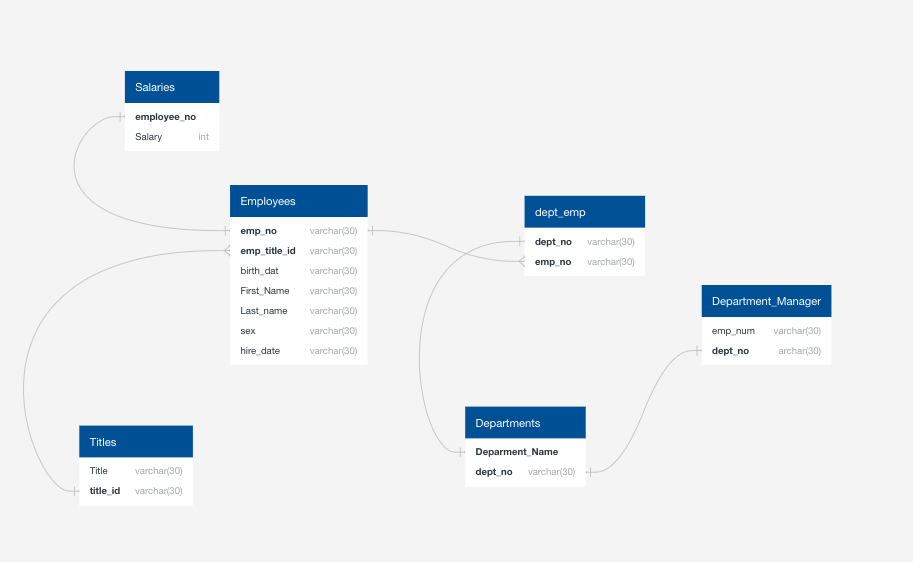 Salaries
employee_no
Salary int
Employees
emp_no varchar(30)
emp_title_id varchar(30)
birth_dat varchar(30)
First_Name varchar(30)
Last_name varchar(30)
sex varchar(30)
hire_date varchar(30)
dept_emp
dept_no varchar(30)
emp_no varchar(30)
Department_Manager
emp_num varchar(30)
dept_no archar(30)
Departments
Deparment_Name
dept_no varchar(30)
Titles
Title varchar(30)
title_id varchar(30)